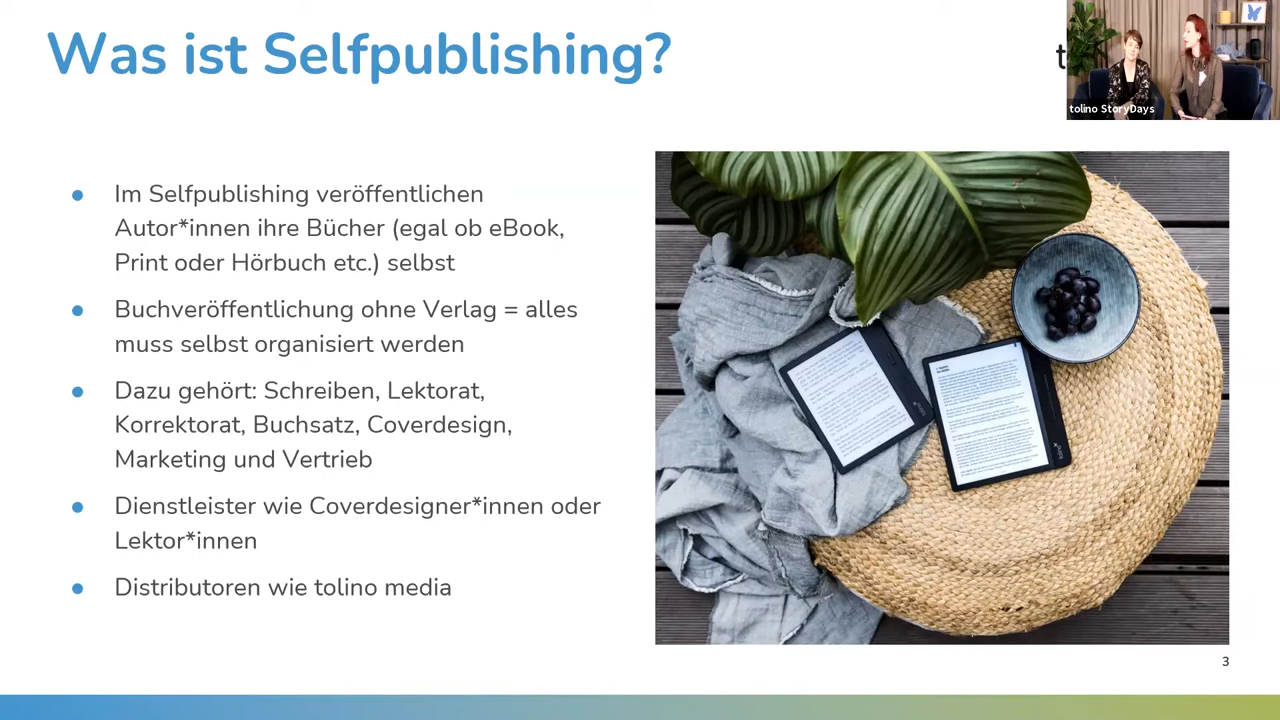 Was ist Selfpublishing?
tolino StoryDays
Im Selfpublishing veröffentlichen
Autor*innen ihre Bücher (egal ob eBook,
Print oder Hörbuch etc.) selbst
Buchveröffentlichung ohne Verlag = alles
muss selbst organisiert werden
Dazu gehört: Schreiben, Lektorat,
Korrektorat, Buchsatz, Coverdesign,
Marketing und Vertrieb
Dienstleister wie Coverdesigner*innen oder
Lektor*innen
Distributoren wie tolino media
3